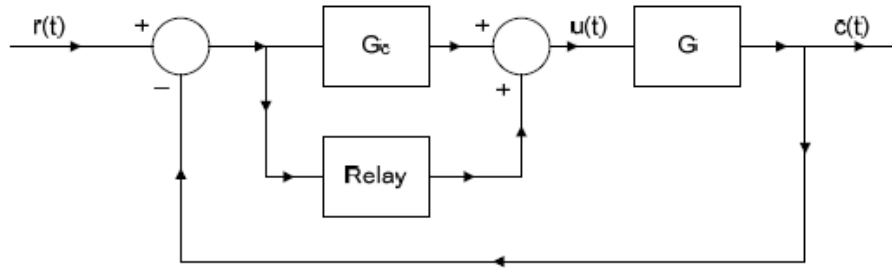 r(t)
+
−
Gc
+
+
u(t)
G
c(t)
Relay